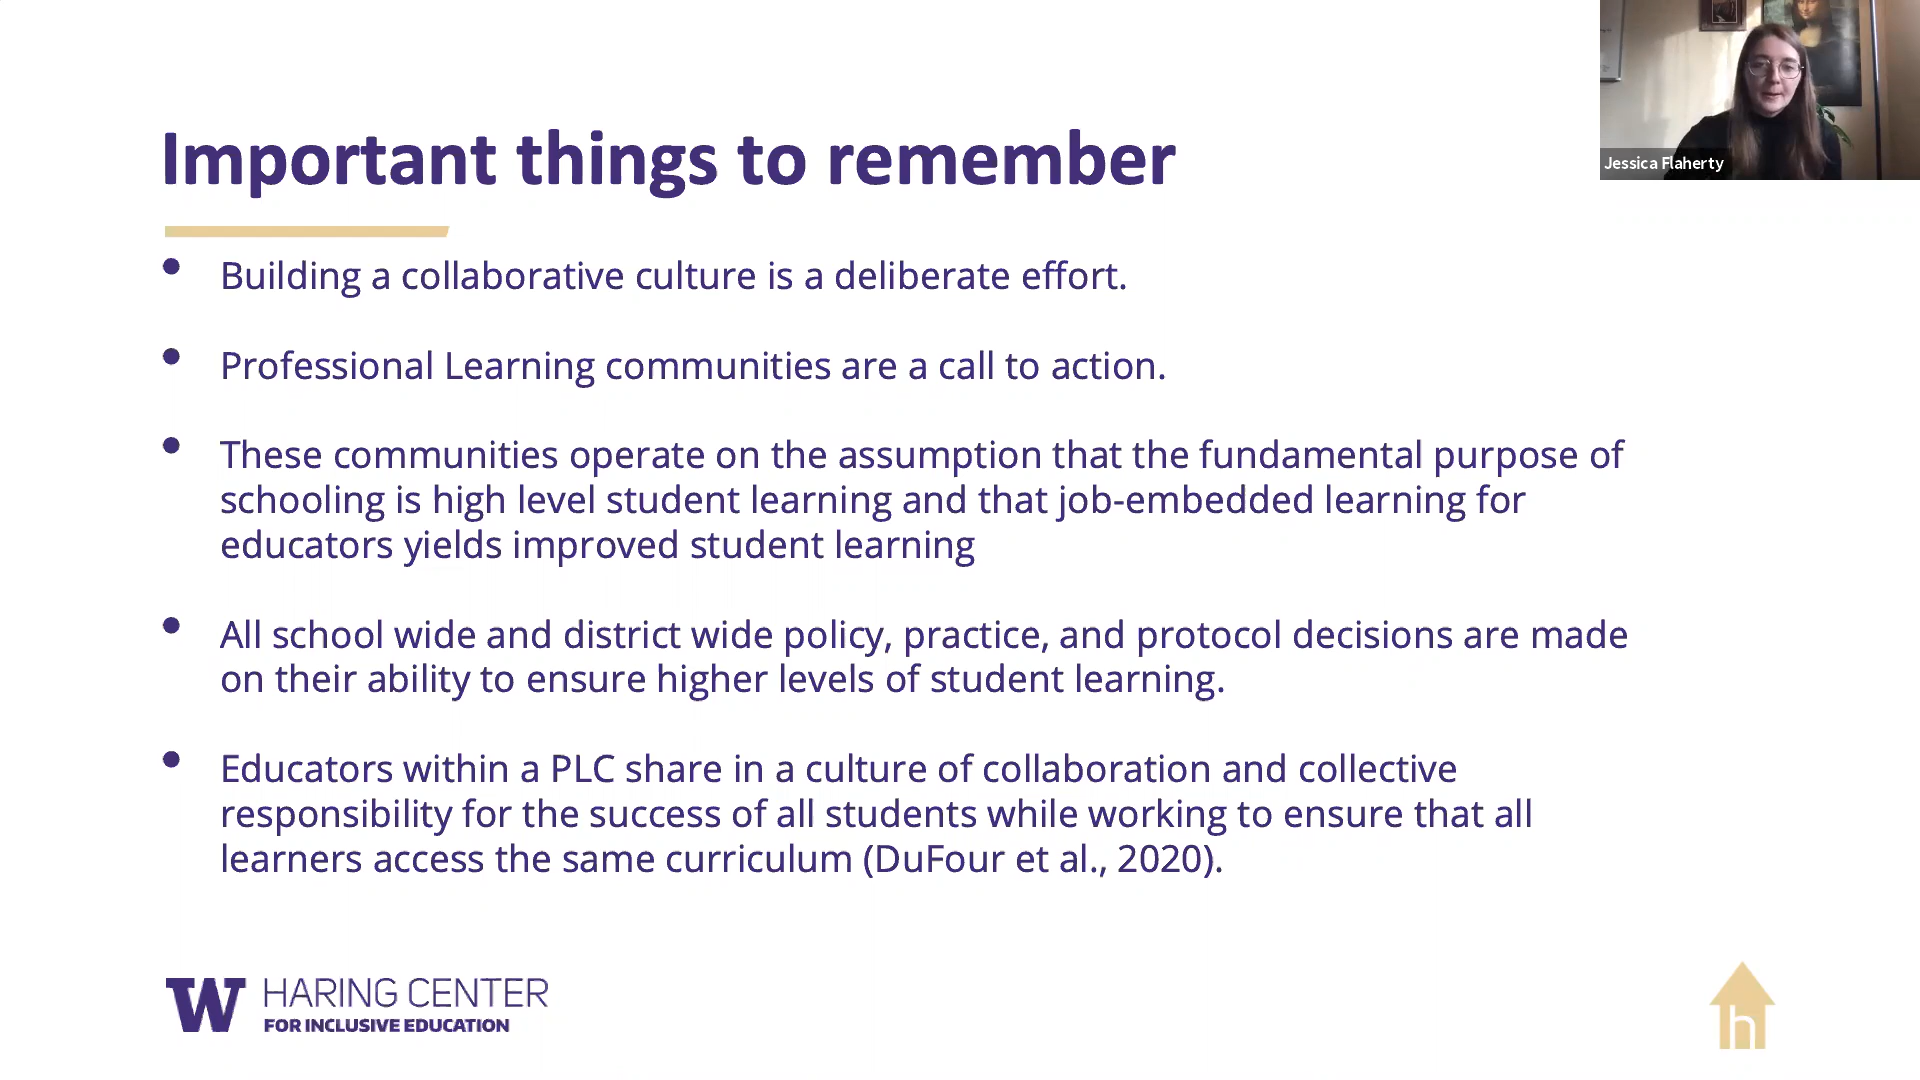 Jessica Flaherty
Important things to remember
• Building a collaborative culture is a deliberate effort.
• Professional Learning communities are a call to action.
• These communities operate on the assumption that the fundamental purpose of
schooling is high level student learning and that job-embedded learning for
educators yields improved student learning
• All school wide and district wide policy, practice, and protocol decisions are made
on their ability to ensure higher levels of student learning.
• Educators within a PLC share in a culture of collaboration and collective
responsibility for the success of all students while working to ensure that all
learners access the same curriculum (DuFour et al., 2020).
W HARING CENTER
FOR INCLUSIVE EDUCATION
h